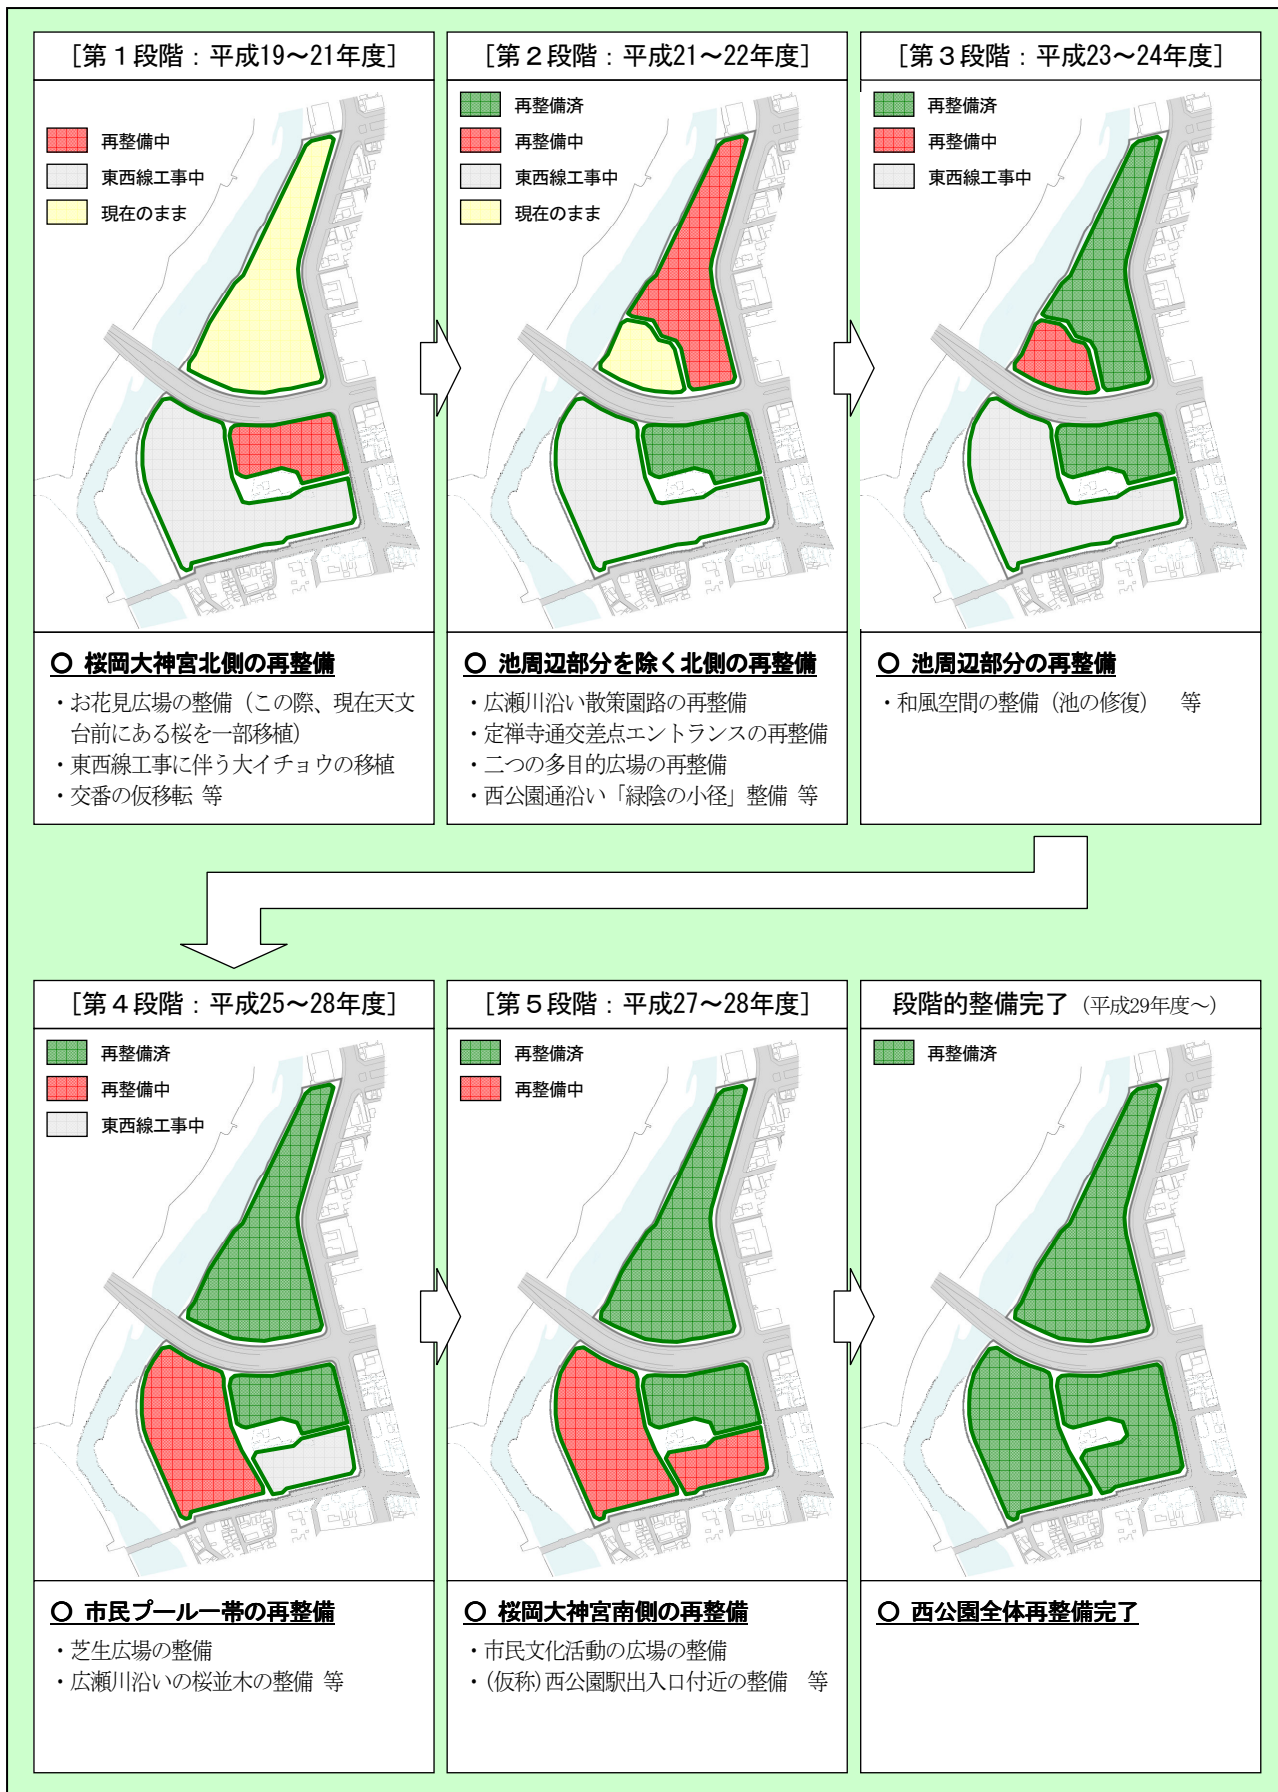 [第１段階：平成19～21年度]
再整備中
東西線工事中
現在のまま
○ 桜岡大神宮北側の再整備
・お花見広場の整備（この際、現在天文
台前にある桜を一部移植）
・東西線工事に伴う大イチョウの移植
・交番の仮移転 等
[第２段階：平成21～22年度]
再整備済
再整備中
東西線工事中
現在のまま
○ 池周辺部分を除く北側の再整備
・広瀬川沿い散策園路の再整備
・定禅寺通交差点エントランスの再整備
・二つの多目的広場の再整備
・西公園通沿い「緑陰の小径」整備 等
[第３段階：平成23～24年度]
再整備済
再整備中
東西線工事中
○ 池周辺部分の再整備
・和風空間の整備（池の修復） 等
[第４段階：平成25～28年度]
再整備済
再整備中
東西線工事中
○ 市民プール一帯の再整備
・芝生広場の整備
・広瀬川沿いの桜並木の整備 等
[第５段階：平成27～28年度]
再整備済
再整備中
○ 桜岡大神宮南側の再整備
・市民文化活動の広場の整備
・(仮称)西公園駅出入口付近の整備 等
段階的整備完了（平成29年度～）
再整備済
○ 西公園全体再整備完了